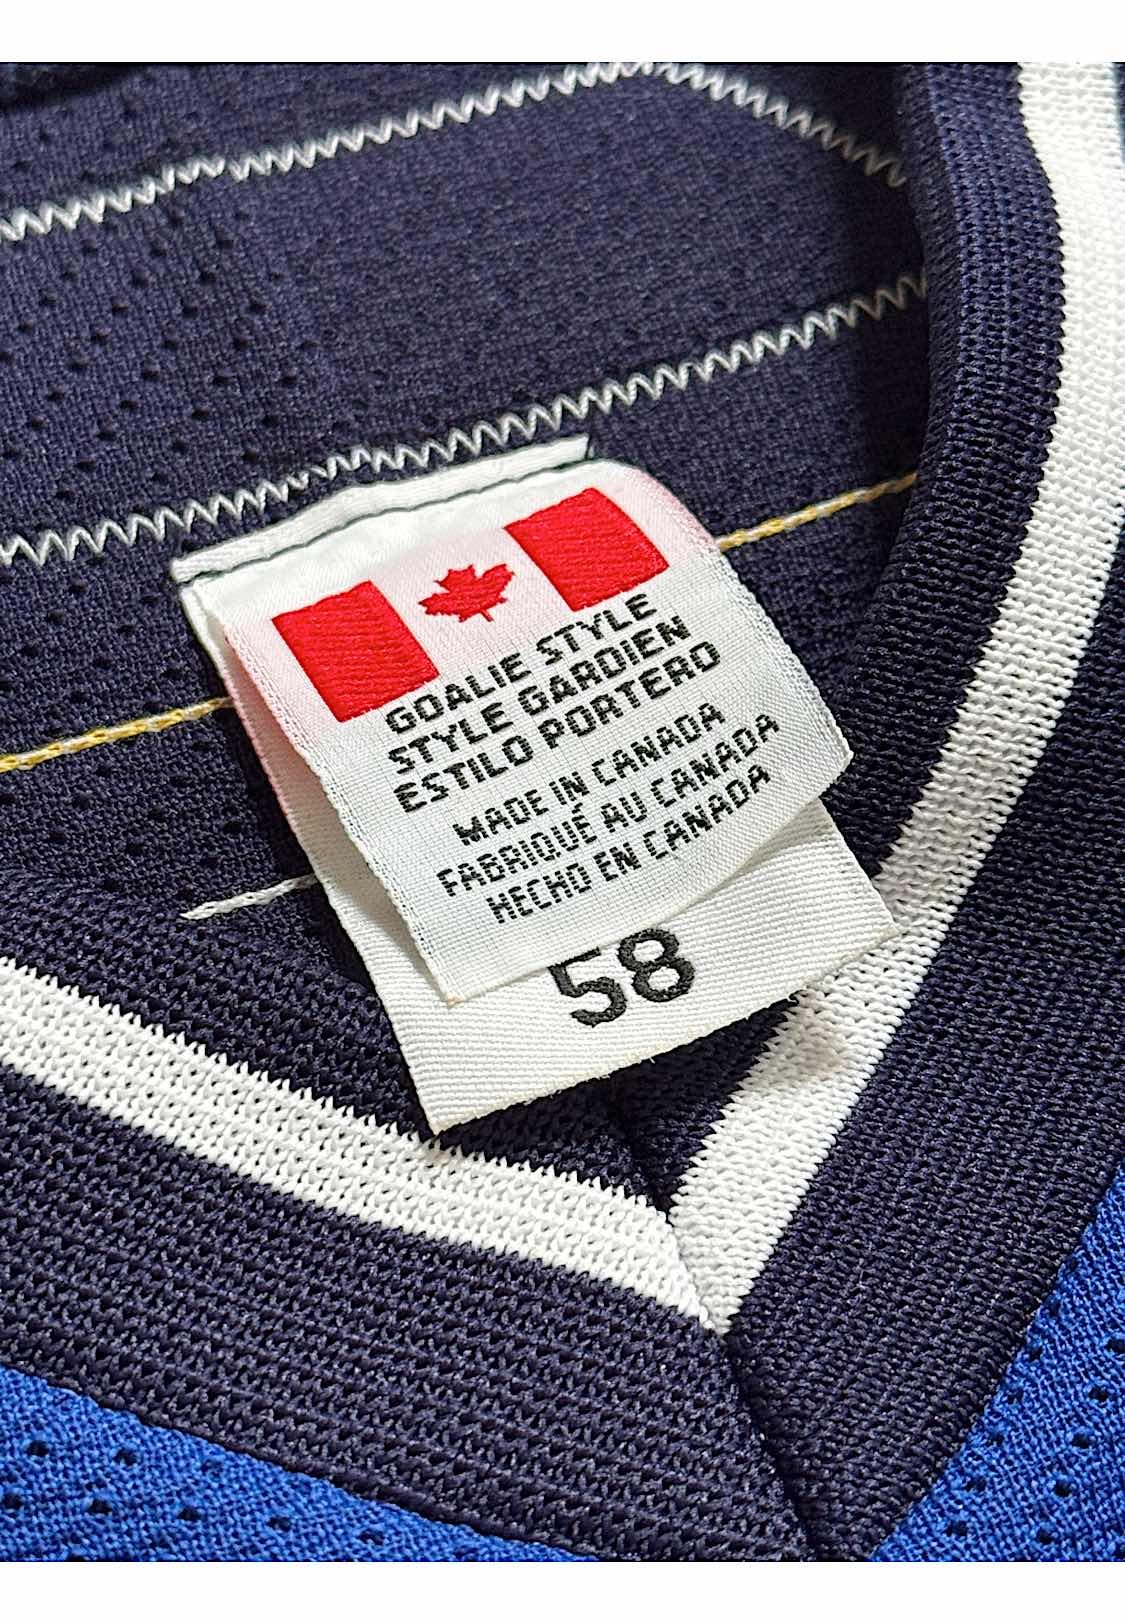 GOALIE STYLE
STYLE GARDIEN
ESTILO PORTERO
MADE IN CANADA
FABRIQUÉ AU CANADA
HECHO EN CANADA
58